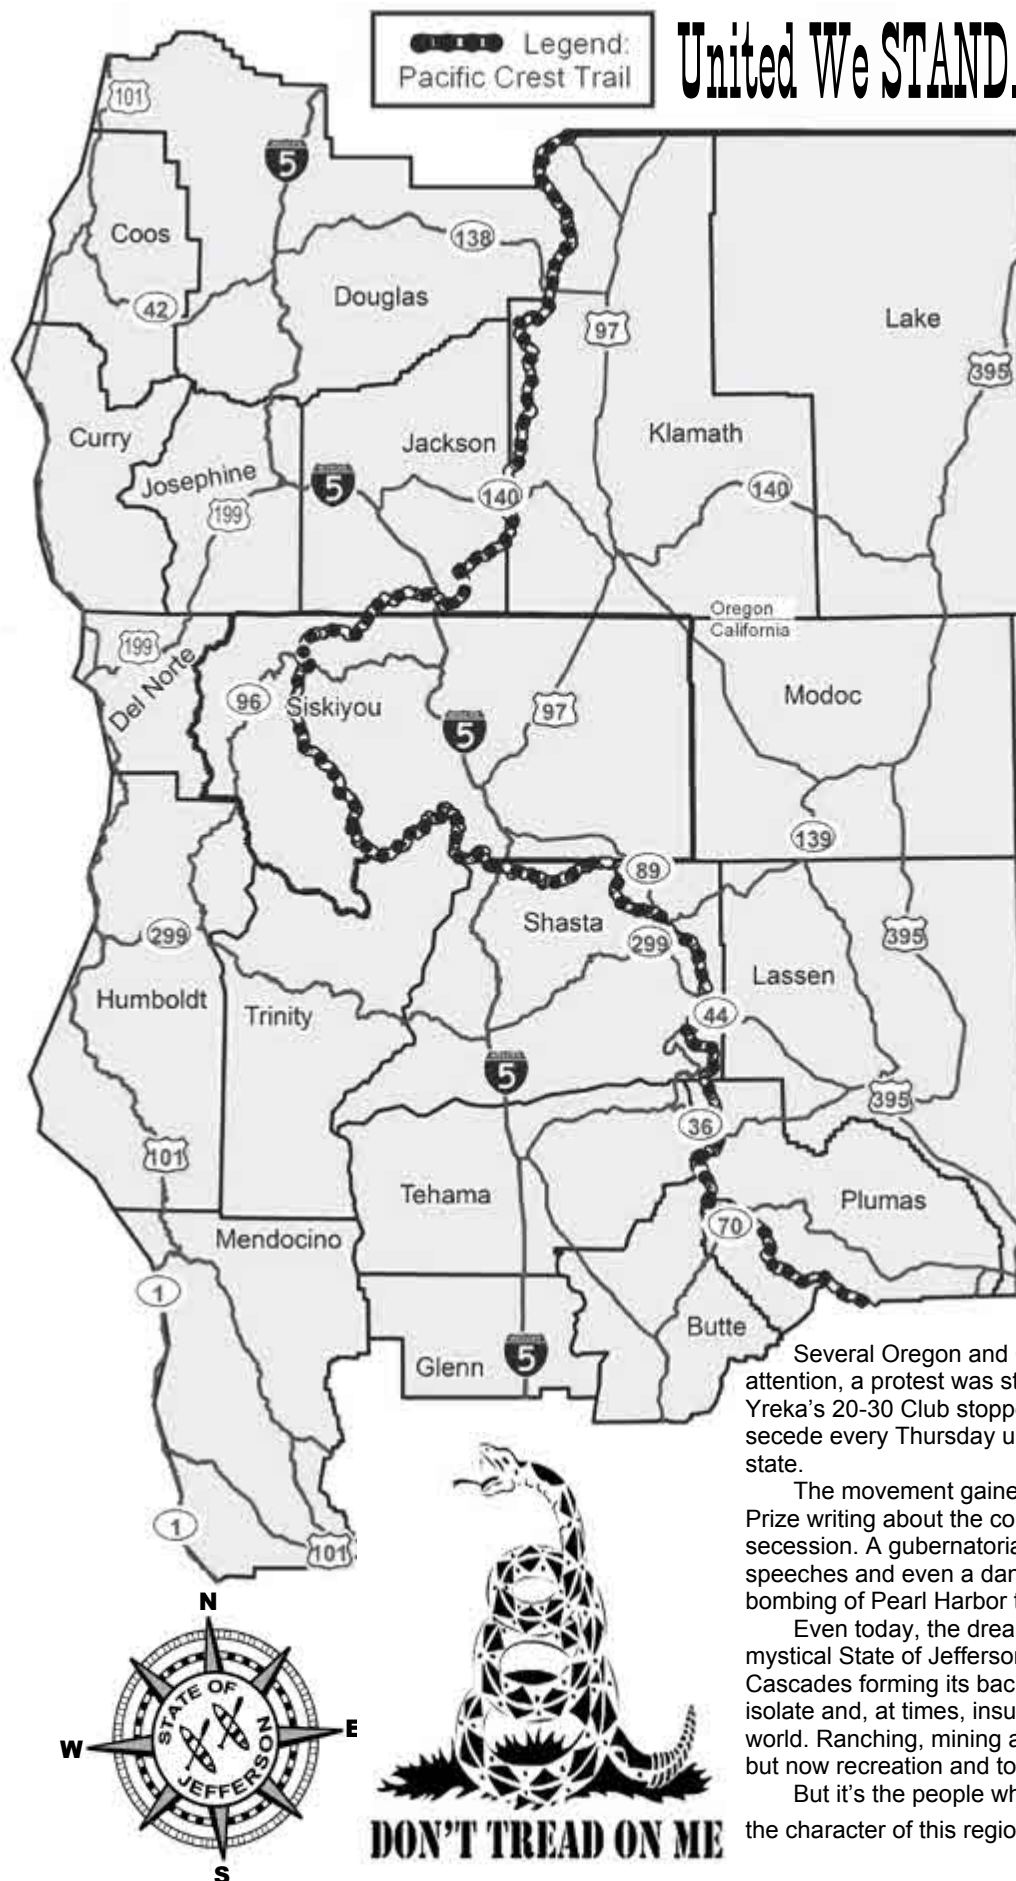 Legend:
Pacific Crest Trail
United We STAND.
101
5
Coos
138
42
Douglas
97
Lake
395
Curry
Jackson
Klamath
Josephine
5
140
140
199
Oregon
California
199
Del Norte
96
Siskiyou
97
5
Modoc
139
89
Shasta
299
299
395
Lassen
Humboldt
Trinity
44
5
395
36
101
Tehama
Plumas
70
Mendocino
1
Butte
5
Glenn
1
101
Several Oregon and
attention, a protest was st
Yreka's 20-30 Club stopp
secede every Thursday u
state.
The movement gaine
Prize writing about the co
secession. A gubernatoria
speeches and even a dan
bombing of Pearl Harbor t
Even today, the drea
mystical State of Jefferson
Cascades forming its bac
isolate and, at times, insu
world. Ranching, mining a
but now recreation and to
But it's the people wh
the character of this regio
N
W
E
S
STATE OF
JEFFERSON
DON'T TREAD ON ME